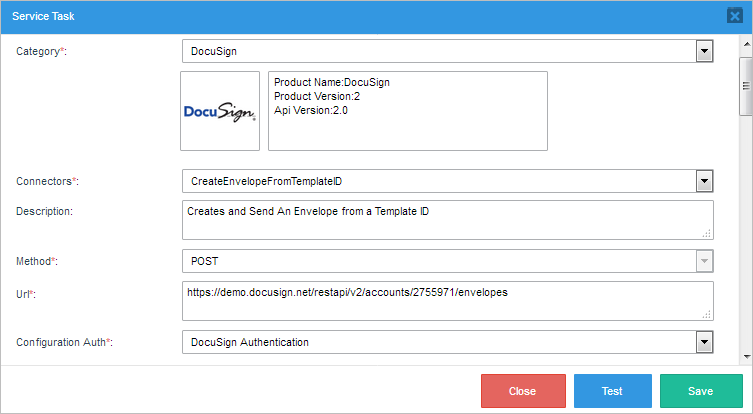 Service Task
Category*:
DocuSign
DocuSign
Product Name:DocuSign
Product Version:2
Api Version:2.0
Connectors*:
CreateEnvelopeFromTemplateID
Description:
Creates and Send An Envelope from a Template ID
Method*:
POST
Url*:
https://demo.docusign.net/restapi/v2/accounts/2755971/envelopes
Configuration Auth*:
DocuSign Authentication
Close
Test
Save